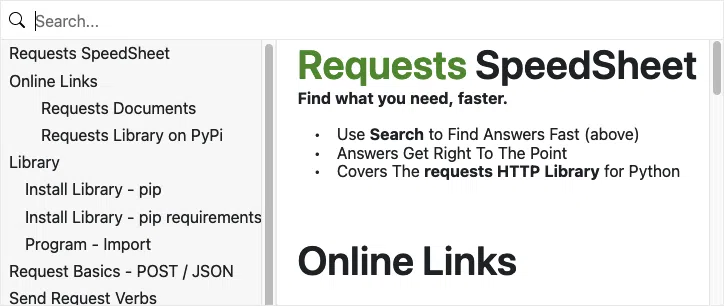 Search...
Requests SpeedSheet
Online Links
Requests Documents
Requests Library on PyPi
Library
Install Library - pip
Install Library - pip requirements
Program - Import
Request Basics - POST / JSON
Send Request Verbs
Requests SpeedSheet
Find what you need, faster.
• Use Search to Find Answers Fast (above)
• Answers Get Right To The Point
• Covers The requests HTTP Library for Python
Online Links